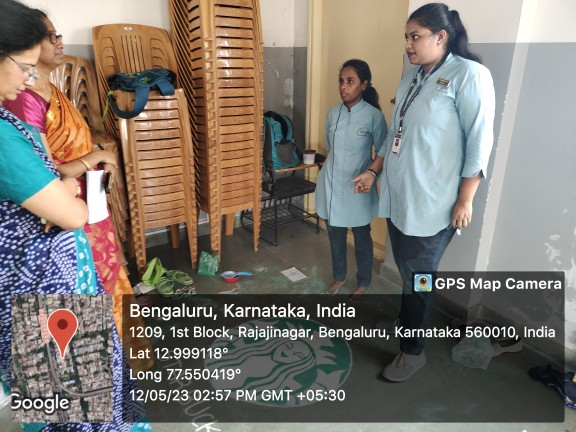 GPS Map Camera
Bengaluru, Karnataka, India
1209, 1st Block, Rajajinagar, Bengaluru, Karnataka 560010, India
Lat 12.999118°
Long 77.550419°
12/05/23 02:57 PM GMT +05:30
Google